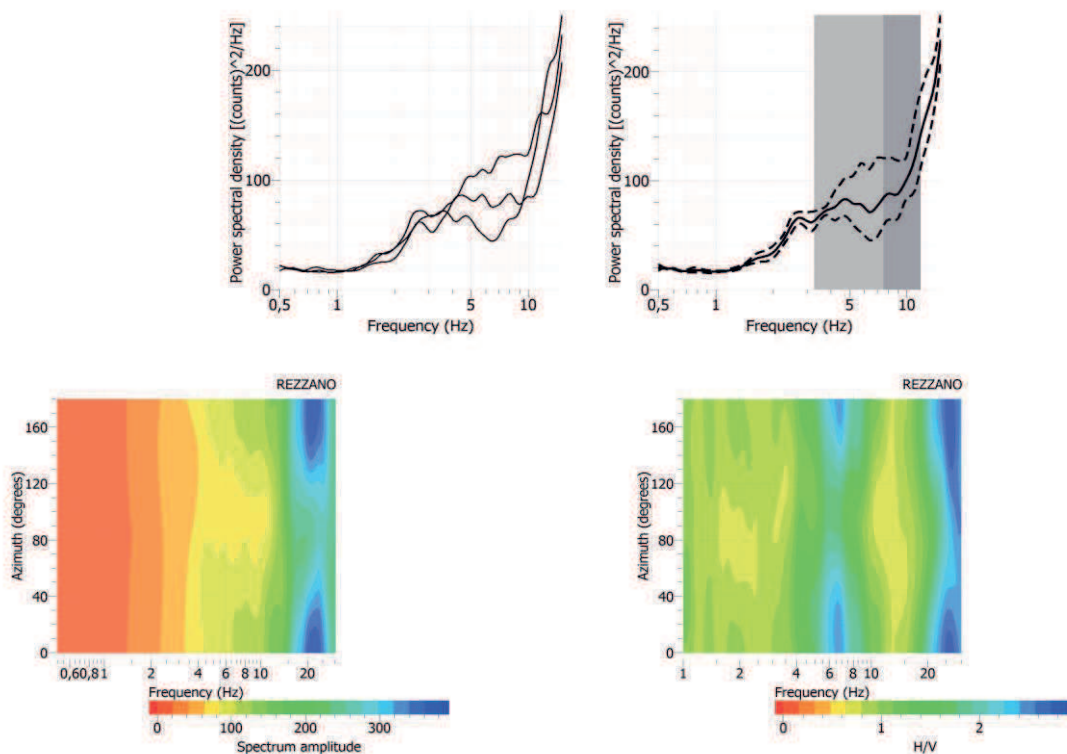 Power spectral density [(counts)^2/Hz]
200
100
0
0,5 1 5 10
Frequency (Hz)
Power spectral density [(counts)^2/Hz]
200
100
0
0,5 1 5 10
Frequency (Hz)
REZZANO
Azimuth (degrees)
160
120
80
40
0
0,60,81 2 4 6 8 10 20
Frequency (Hz)
0 100 200 300
Spectrum amplitude
REZZANO
Azimuth (degrees)
160
120
80
40
0
1 2 4 6 8 10 20
Frequency (Hz)
0 1 2
H/V